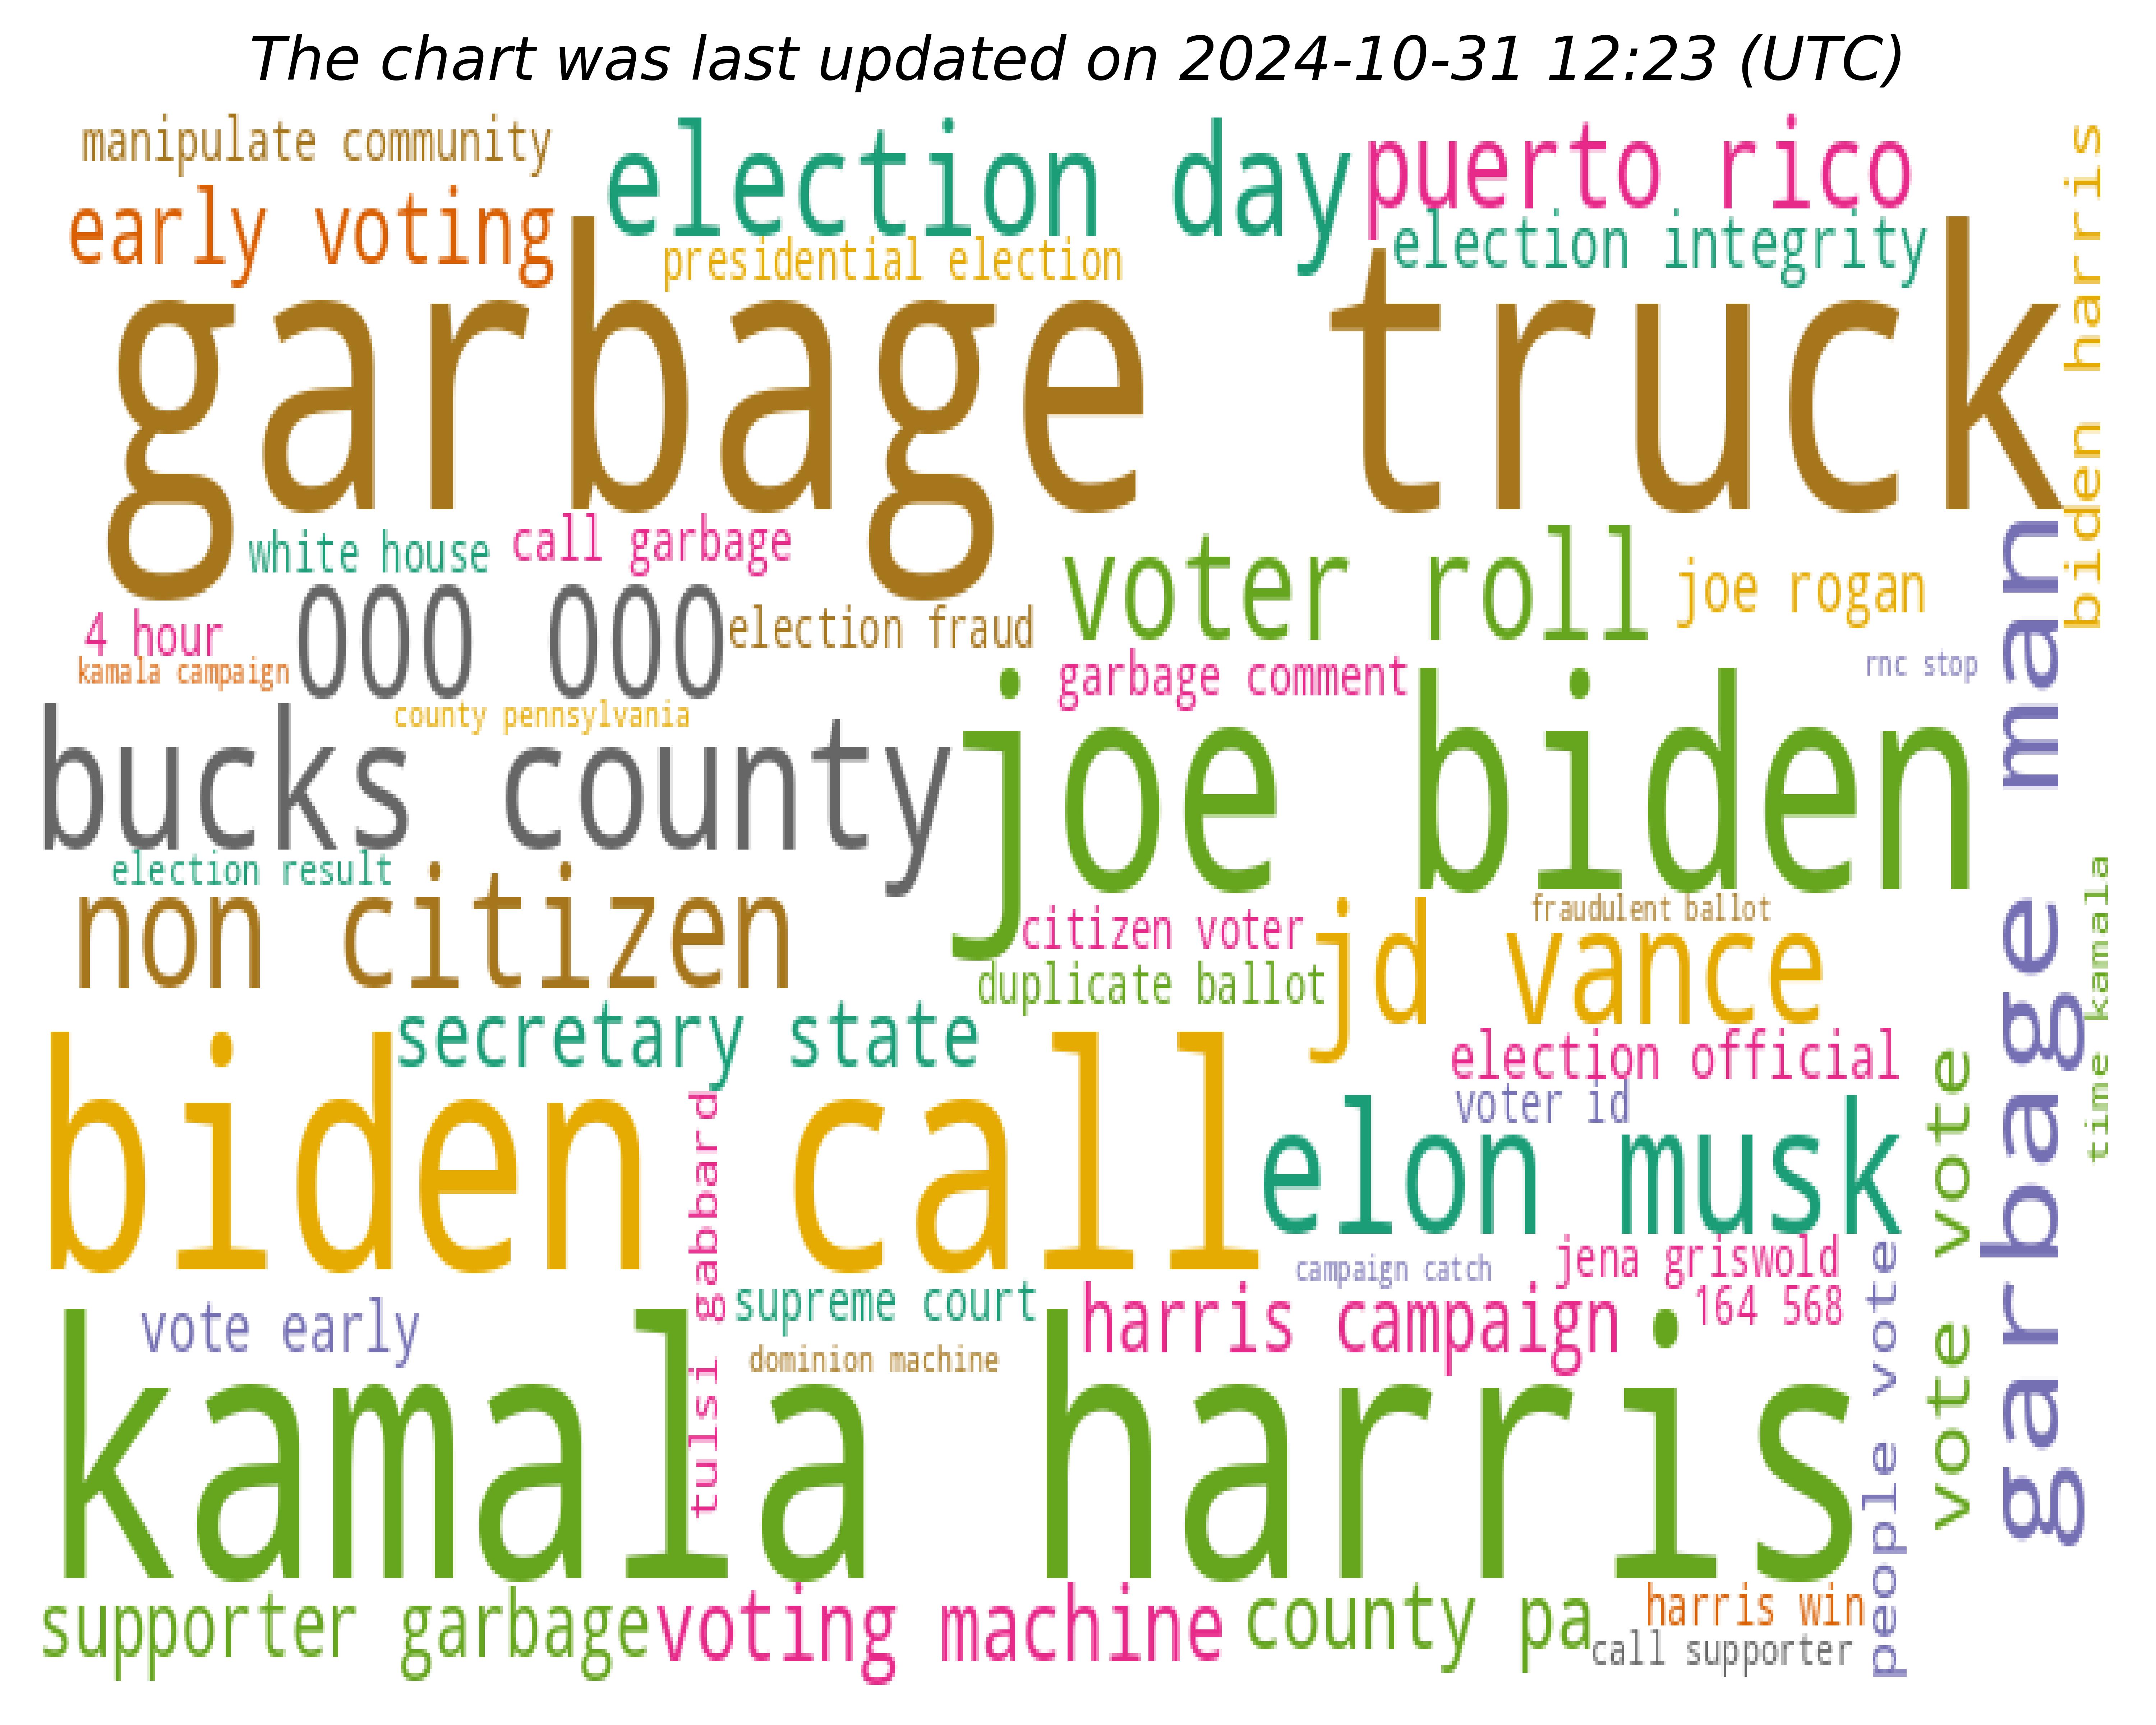 The chart was last updated on 2024-10-31 12:23 (UTC)
manipulate community
election day
puerto rico
early voting
presidential election
election integrity
biden harris
garbage truck
white house
call garbage
voter roll
joe rogan
4 hour
000 000
election fraud
kamala campaign
garbage comment
rnc stop
county pennsylvania
bucks county
joe biden
garbage man
election result
non citizen
citizen voter
fraudulent ballot
jd vance
duplicate ballot
time kamala
secretary state
election official
biden call
voter id
elon musk
tulsi gabbard
vote vote
campaign catch
jena griswold
supreme court
harris campaign
164 568
vote early
dominion machine
people vote
kamala harris
supporter garbage
voting machine
county pa
harris win
call supporter